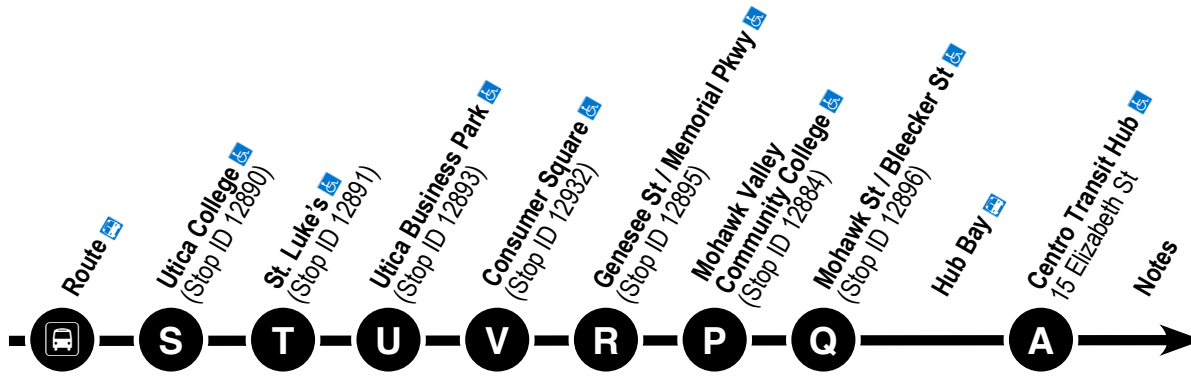 Route
Utica College
(Stop ID 12890)
St. Luke's
(Stop ID 12891)
Utica Business Park
(Stop ID 12893)
Consumer Square
(Stop ID 12932)
Genesee St / Memorial Pkwy
(Stop ID 12895)
Mohawk Valley
Community College
(Stop ID 12884)
Mohawk St / Bleecker St
(Stop ID 12896)
Hub Bay
Centro Transit Hub
15 Elizabeth St
Notes
S T U V R P Q A